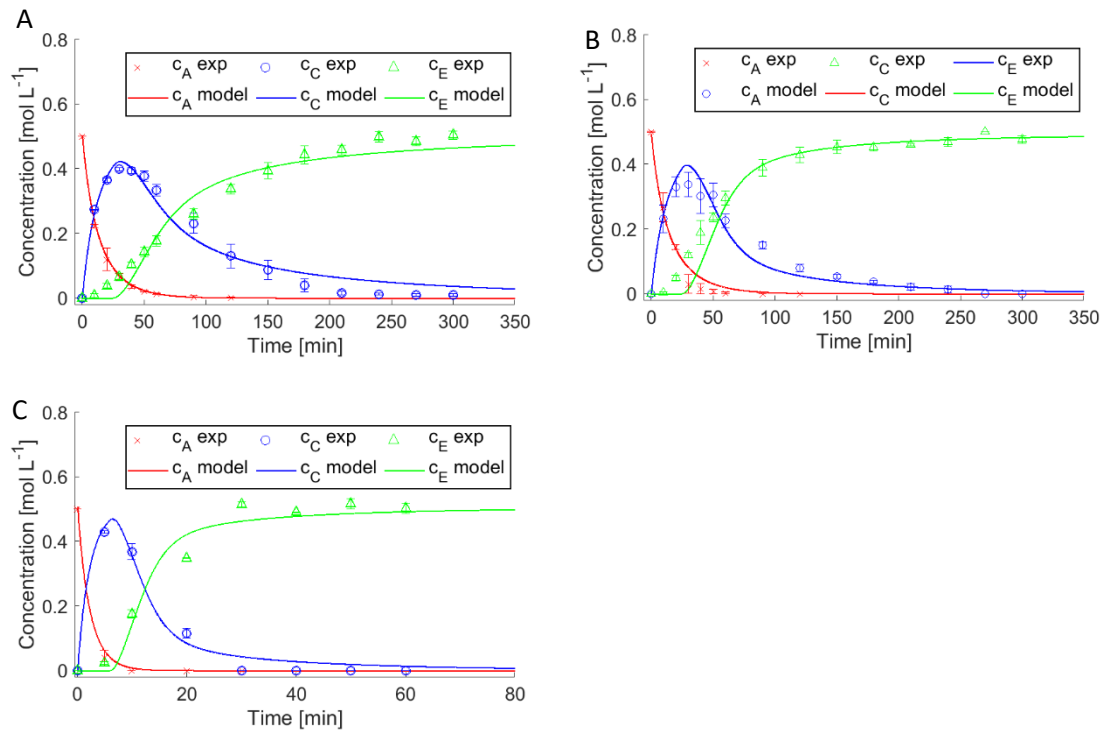 A
0.8
0.6
0.4
0.2
0
Concentration [mol L-1]
c_A exp c_C exp c_E exp
c_A model c_C model c_E model
0 50 100 150 200 250 300 350
Time [min]
B
0.8
0.6
0.4
0.2
0
Concentration [mol L-1]
c_A exp c_C exp c_E exp
c_A model c_C model c_E model
0 50 100 150 200 250 300 350
Time [min]
C
0.8
0.6
0.4
0.2
0
Concentration [mol L-1]
c_A exp c_C exp c_E exp
c_A model c_C model c_E model
0 20 40 60 80
Time [min]